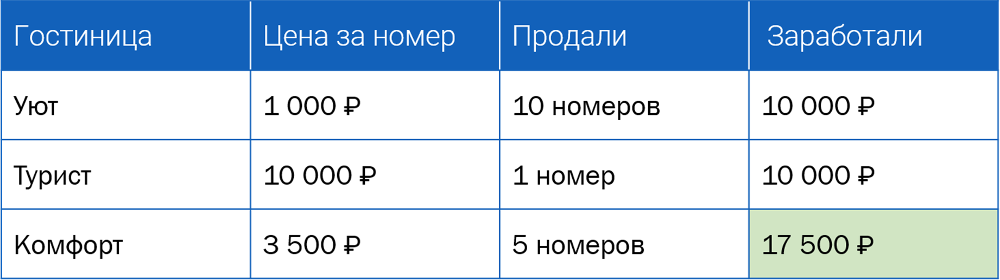 Гостиница Цена за номер Продали Заработали
Уют 1 000 ₽ 10 номеров 10 000 ₽
Турист 10 000 ₽ 1 номер 10 000 ₽
Комфорт 3 500 ₽ 5 номеров 17 500 ₽